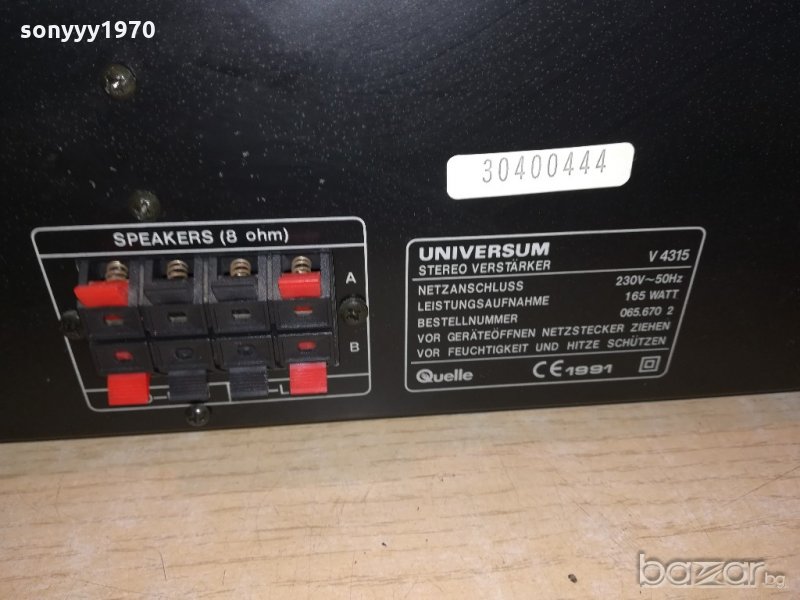 sonyyy1970
30400444
SPEAKERS (8 ohm)
A
B
L
UNIVERSUM V 4315
STEREO VERSTÄRKER
NETZANSCHLUSS 230V~50Hz
LEISTUNGSAUFNAHME 165 WATT
BESTELLNUMMER 065.670 2
VOR GERÄTEÖFFNEN NETZSTECKER ZIEHEN
VOR FEUCHTIGKEIT UND HITZE SCHÜTZEN
Quelle CE 1991
bazar.bg